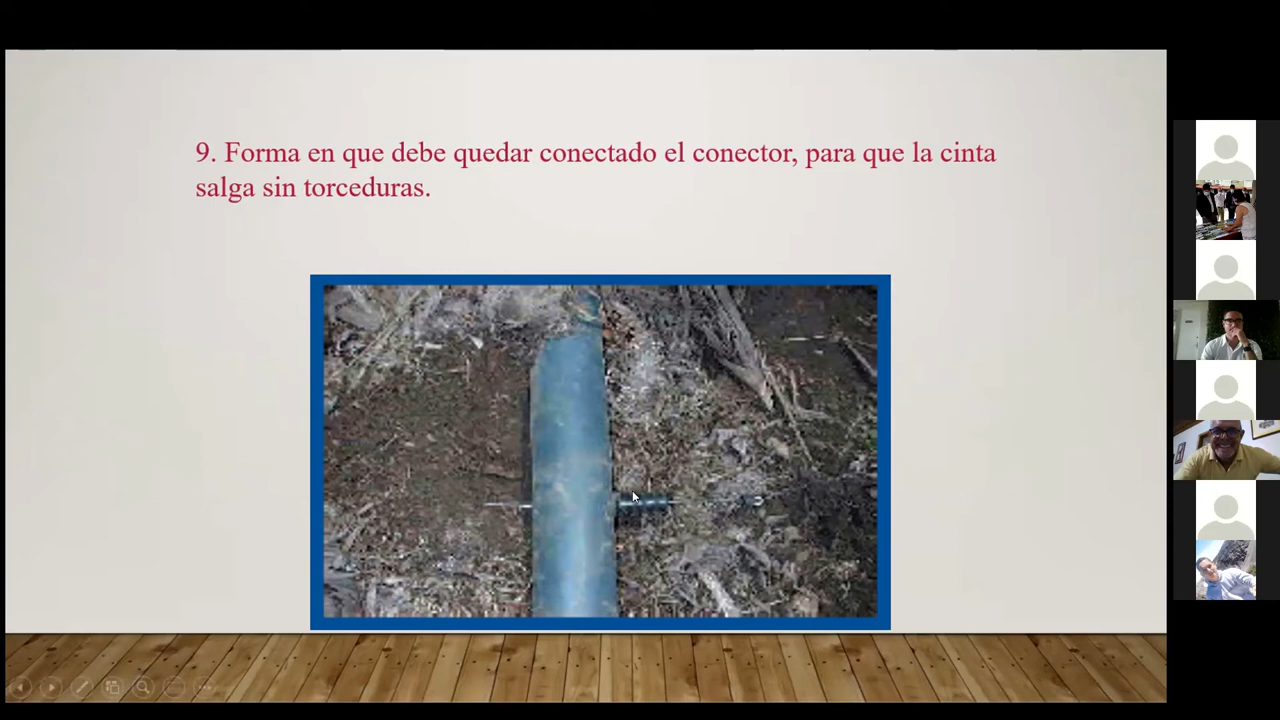 9. Forma en que debe quedar conectado el conector, para que la cinta
salga sin torceduras.